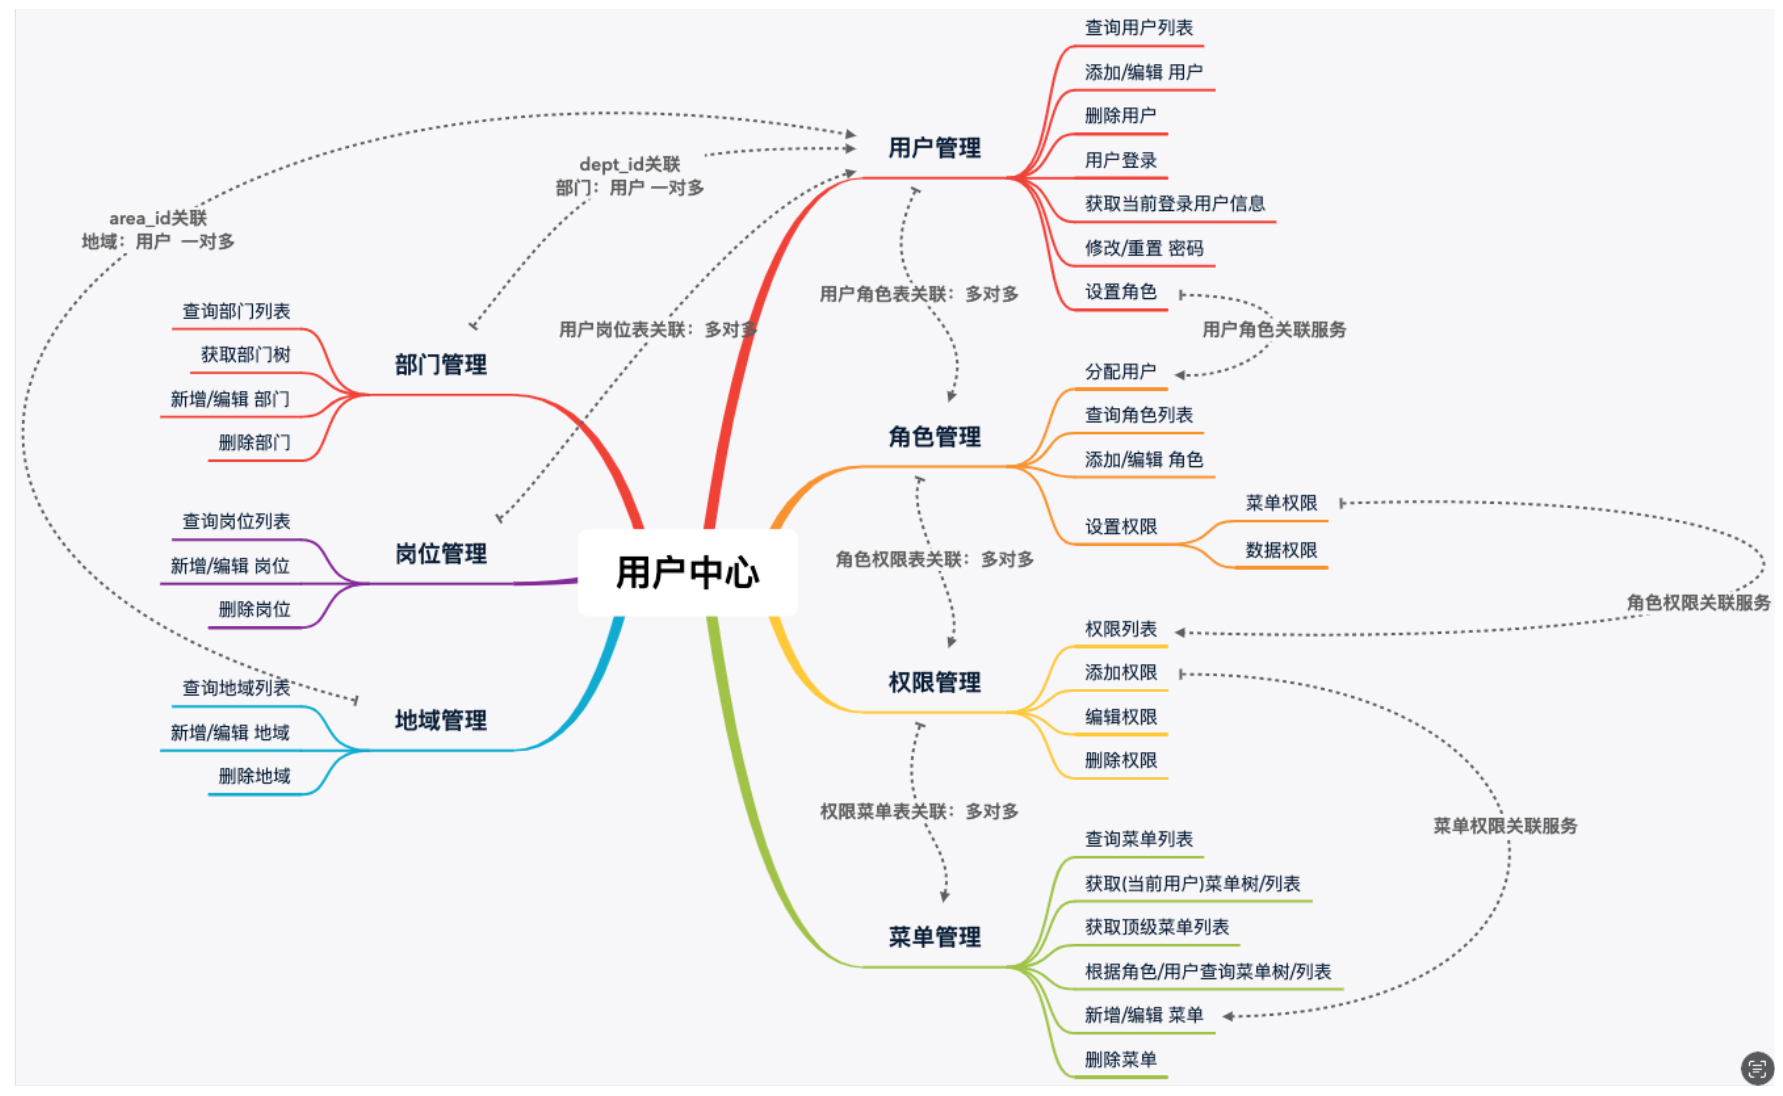 用户中心
用户管理
查询用户列表
添加/编辑 用户
删除用户
用户登录
获取当前登录用户信息
修改/重置 密码
设置角色
用户角色关联服务
用户角色表关联：多对多
角色管理
分配用户
查询角色列表
添加/编辑 角色
设置权限
菜单权限
数据权限
角色权限关联服务
角色权限表关联：多对多
权限管理
权限列表
添加权限
编辑权限
删除权限
菜单权限关联服务
权限菜单表关联：多对多
菜单管理
查询菜单列表
获取(当前用户)菜单树/列表
获取顶级菜单列表
根据角色/用户查询菜单树/列表
新增/编辑 菜单
删除菜单
dept_id关联
部门：用户 一对多
area_id关联
地域：用户 一对多
用户岗位表关联：多对多
部门管理
查询部门列表
获取部门树
新增/编辑 部门
删除部门
岗位管理
查询岗位列表
新增/编辑 岗位
删除岗位
地域管理
查询地域列表
新增/编辑 地域
删除地域